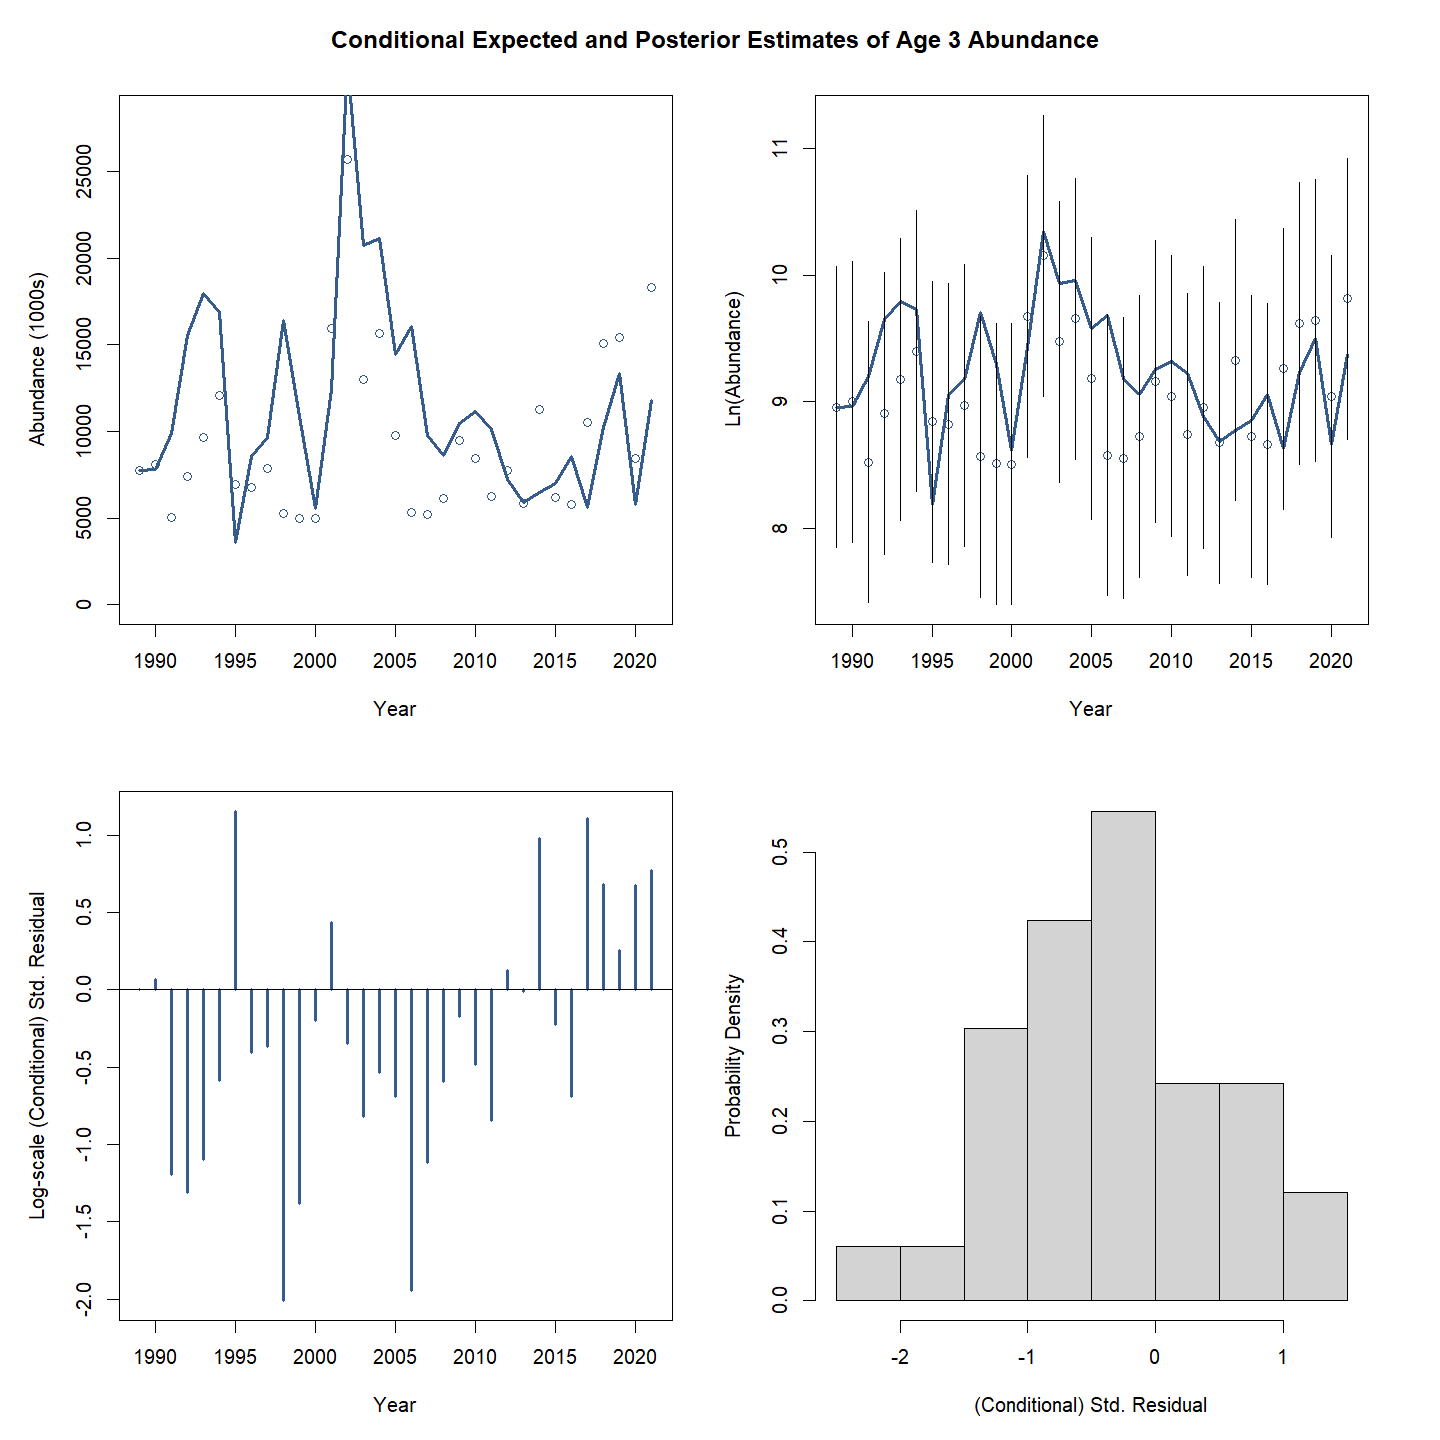 Conditional Expected and Posterior Estimates of Age 3 Abundance
Abundance (1000s)
0 5000 10000 15000 20000 25000
1990 1995 2000 2005 2010 2015 2020
Year
Ln(Abundance)
8 9 10 11
1990 1995 2000 2005 2010 2015 2020
Year
Log-scale (Conditional) Std. Residual
-2.0 -1.5 -1.0 -0.5 0.0 0.5 1.0
1990 1995 2000 2005 2010 2015 2020
Year
Probability Density
0.0 0.1 0.2 0.3 0.4 0.5
-2 -1 0 1
(Conditional) Std. Residual